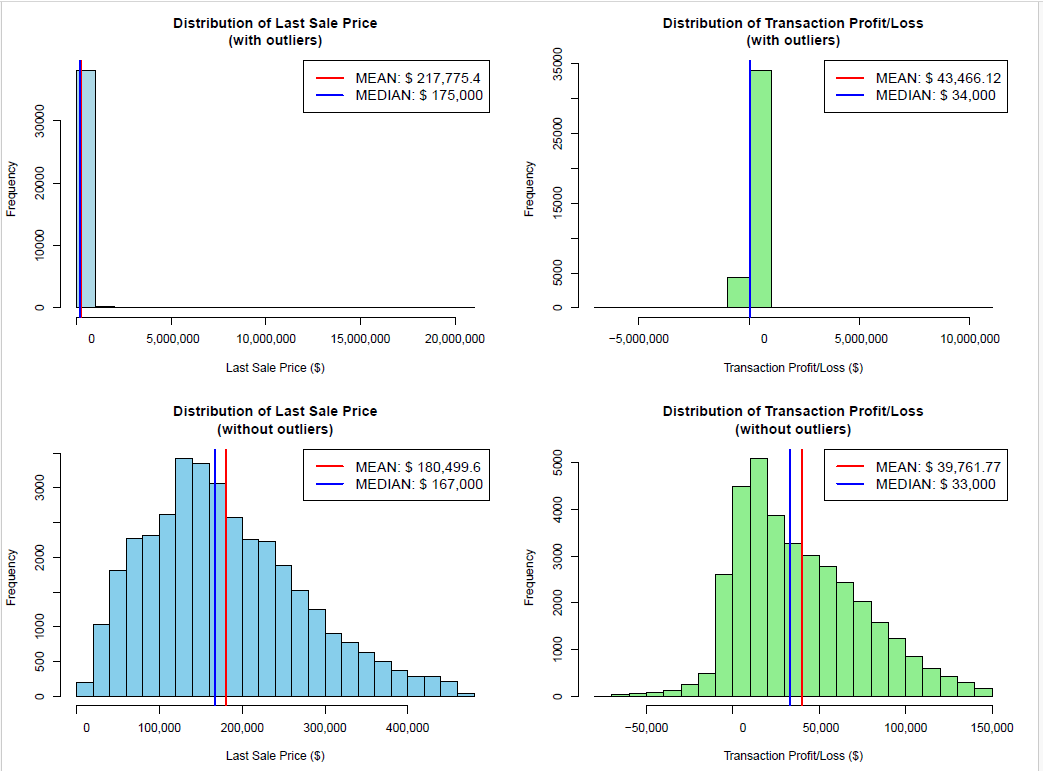 Distribution of Last Sale Price
(with outliers)
MEAN: $ 217,775.4
MEDIAN: $ 175,000
Frequency
30000
20000
10000
0
0 5,000,000 10,000,000 15,000,000 20,000,000
Last Sale Price ($)
Distribution of Transaction Profit/Loss
(with outliers)
MEAN: $ 43,466.12
MEDIAN: $ 34,000
Frequency
35000
25000
15000
5000
0
−5,000,000 0 5,000,000 10,000,000
Transaction Profit/Loss ($)
Distribution of Last Sale Price
(without outliers)
MEAN: $ 180,499.6
MEDIAN: $ 167,000
Frequency
3000
2000
1000
500
0
0 100,000 200,000 300,000 400,000
Last Sale Price ($)
Distribution of Transaction Profit/Loss
(without outliers)
MEAN: $ 39,761.77
MEDIAN: $ 33,000
Frequency
5000
4000
3000
2000
1000
0
−50,000 0 50,000 100,000 150,000
Transaction Profit/Loss ($)